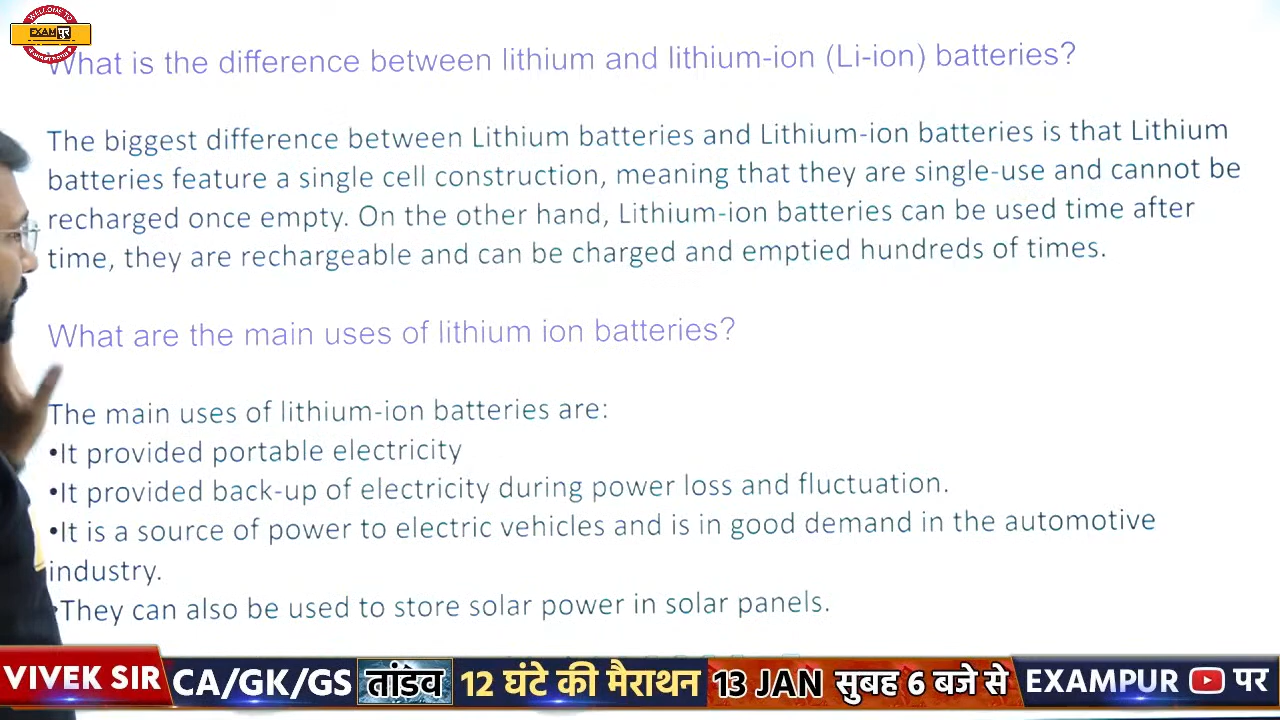 WELCOME TO
EXAM पुर
What is the difference between lithium and lithium-ion (Li-ion) batteries?
The biggest difference between Lithium batteries and Lithium-ion batteries is that Lithium
batteries feature a single cell construction, meaning that they are single-use and cannot be
recharged once empty. On the other hand, Lithium-ion batteries can be used time after
time, they are rechargeable and can be charged and emptied hundreds of times.
What are the main uses of lithium ion batteries?
The main uses of lithium-ion batteries are:
•It provided portable electricity
•It provided back-up of electricity during power loss and fluctuation.
•It is a source of power to electric vehicles and is in good demand in the automotive
industry.
•They can also be used to store solar power in solar panels.
VIVEK SIR CA/GK/GS तांडव 12 घंटे की मैराथन 13 JAN सुबह 6 बजे से EXAMPUR पर